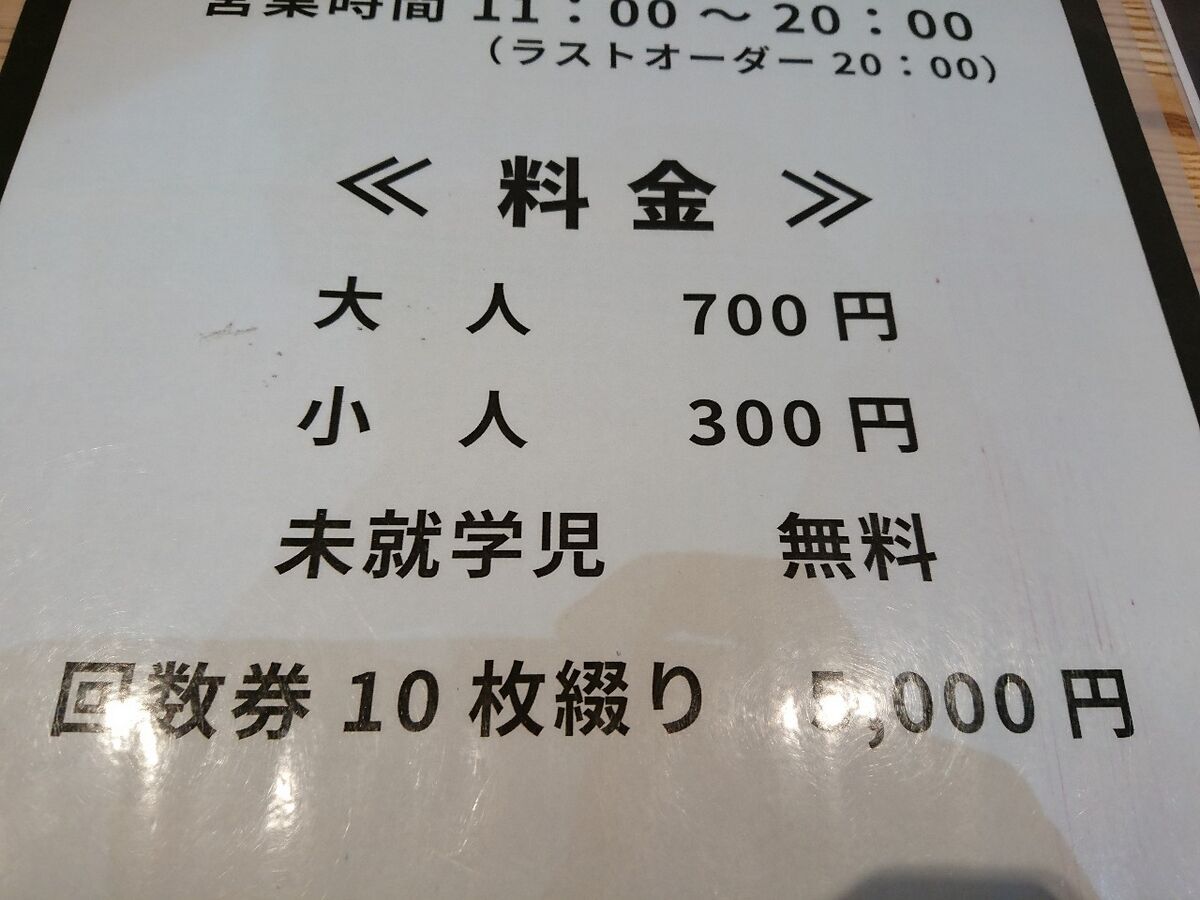 営業時間 11：00 ～ 20：00
（ラストオーダー 20：00）
≪ 料金 ≫
大　人　　700 円
小　人　　300 円
未就学児　　無料
回数券 10 枚綴り　5,000 円